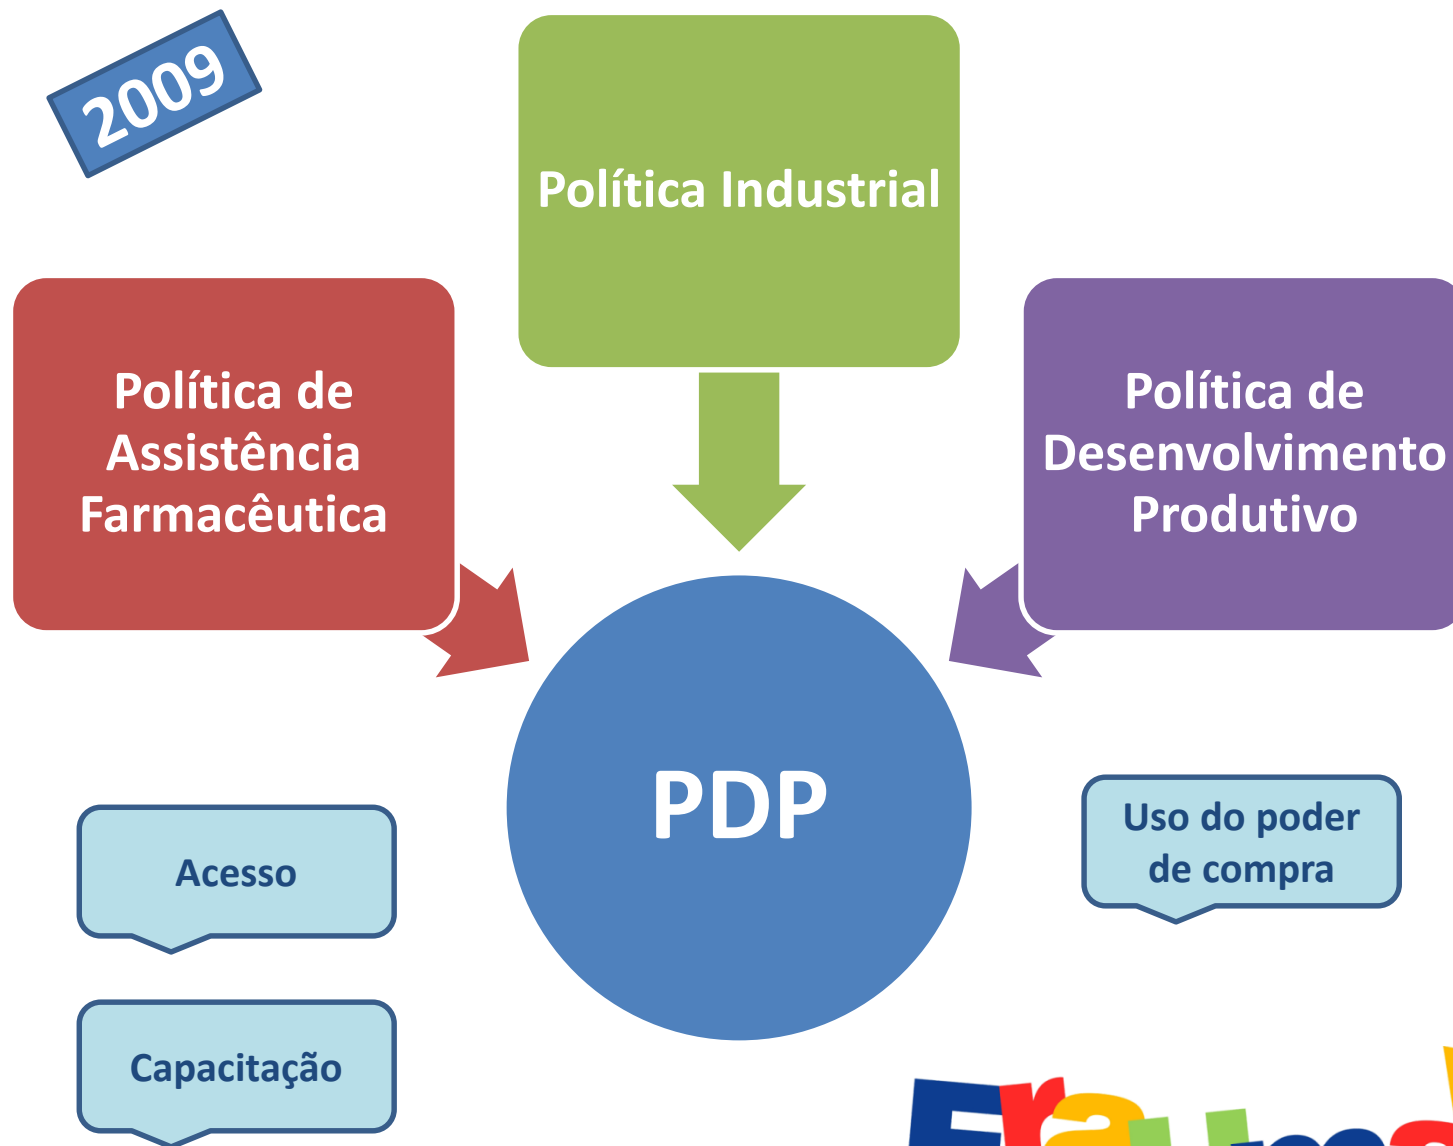 2009
Política Industrial
Política de
Assistência
Farmacêutica
Política de
Desenvolvimento
Produtivo
PDP
Uso do poder
de compra
Acesso
Capacitação